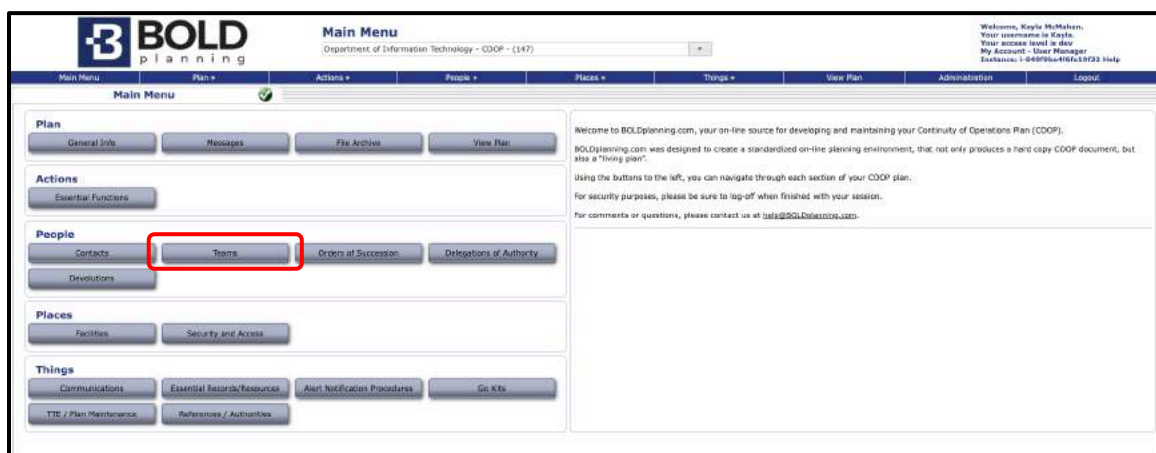 BOLD
planning
Main Menu
Department of Information Technology - COOP - (147)
Welcome, Kayla McMahan.
Your username is Kayla.
Your access level is dev
My Account - User Manager
Help
Main Menu Plan Actions People Places Things View Plan Administration Logout
Main Menu
Plan
General Info Messages File Archive View Plan
Actions
Essential Functions
People
Contacts Teams Orders of Succession Delegations of Authority
Devolutions
Places
Facilities Security and Access
Things
Communications Essential Records/Resources Alert Notification Procedures Go Kits
TTE / Plan Maintenance References / Authorities
Welcome to BOLDplanning.com, your on-line source for developing and maintaining your Continuity of Operations Plan (COOP).
BOLDplanning.com was designed to create a standardized on-line planning environment, that not only produces a hard copy COOP document, but
also a "living plan".
Using the buttons to the left, you can navigate through each section of your COOP plan.
For security purposes, please be sure to log-off when finished with your session.
For comments or questions, please contact us at help@BOLDplanning.com.